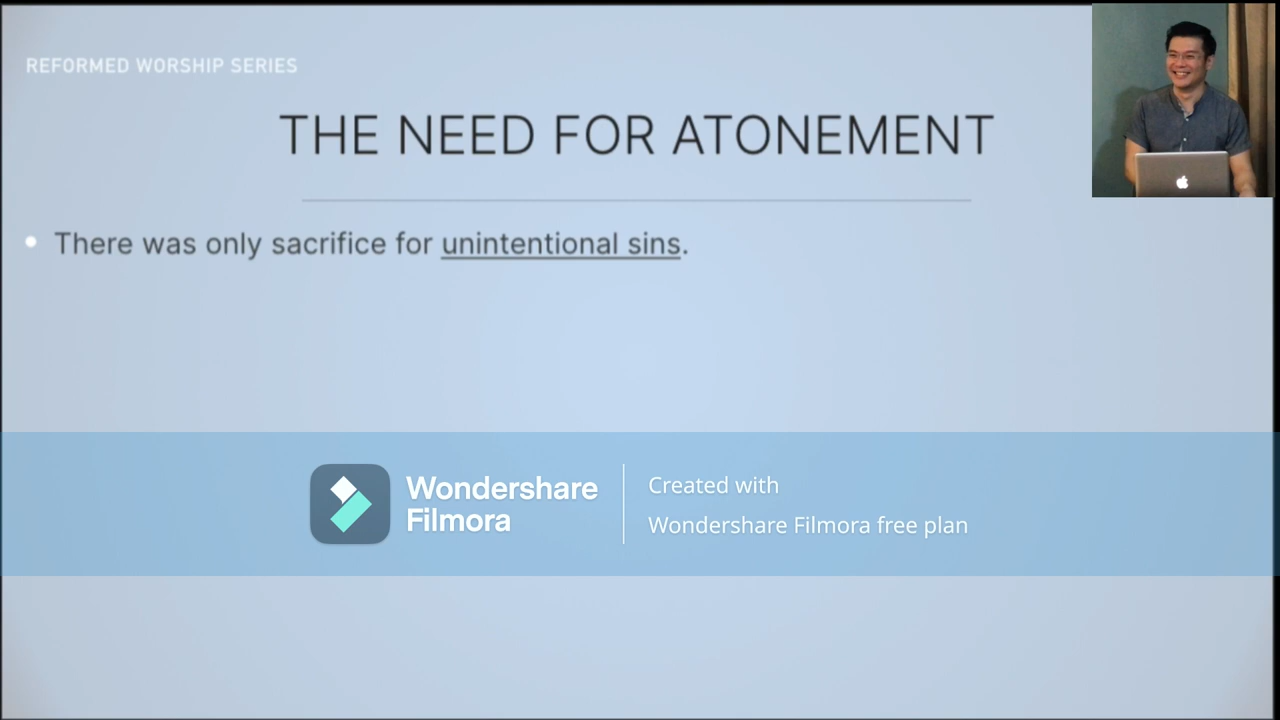 REFORMED WORSHIP SERIES
THE NEED FOR ATONEMENT
• There was only sacrifice for unintentional sins.
Wondershare
Filmora
Created with
Wondershare Filmora free plan